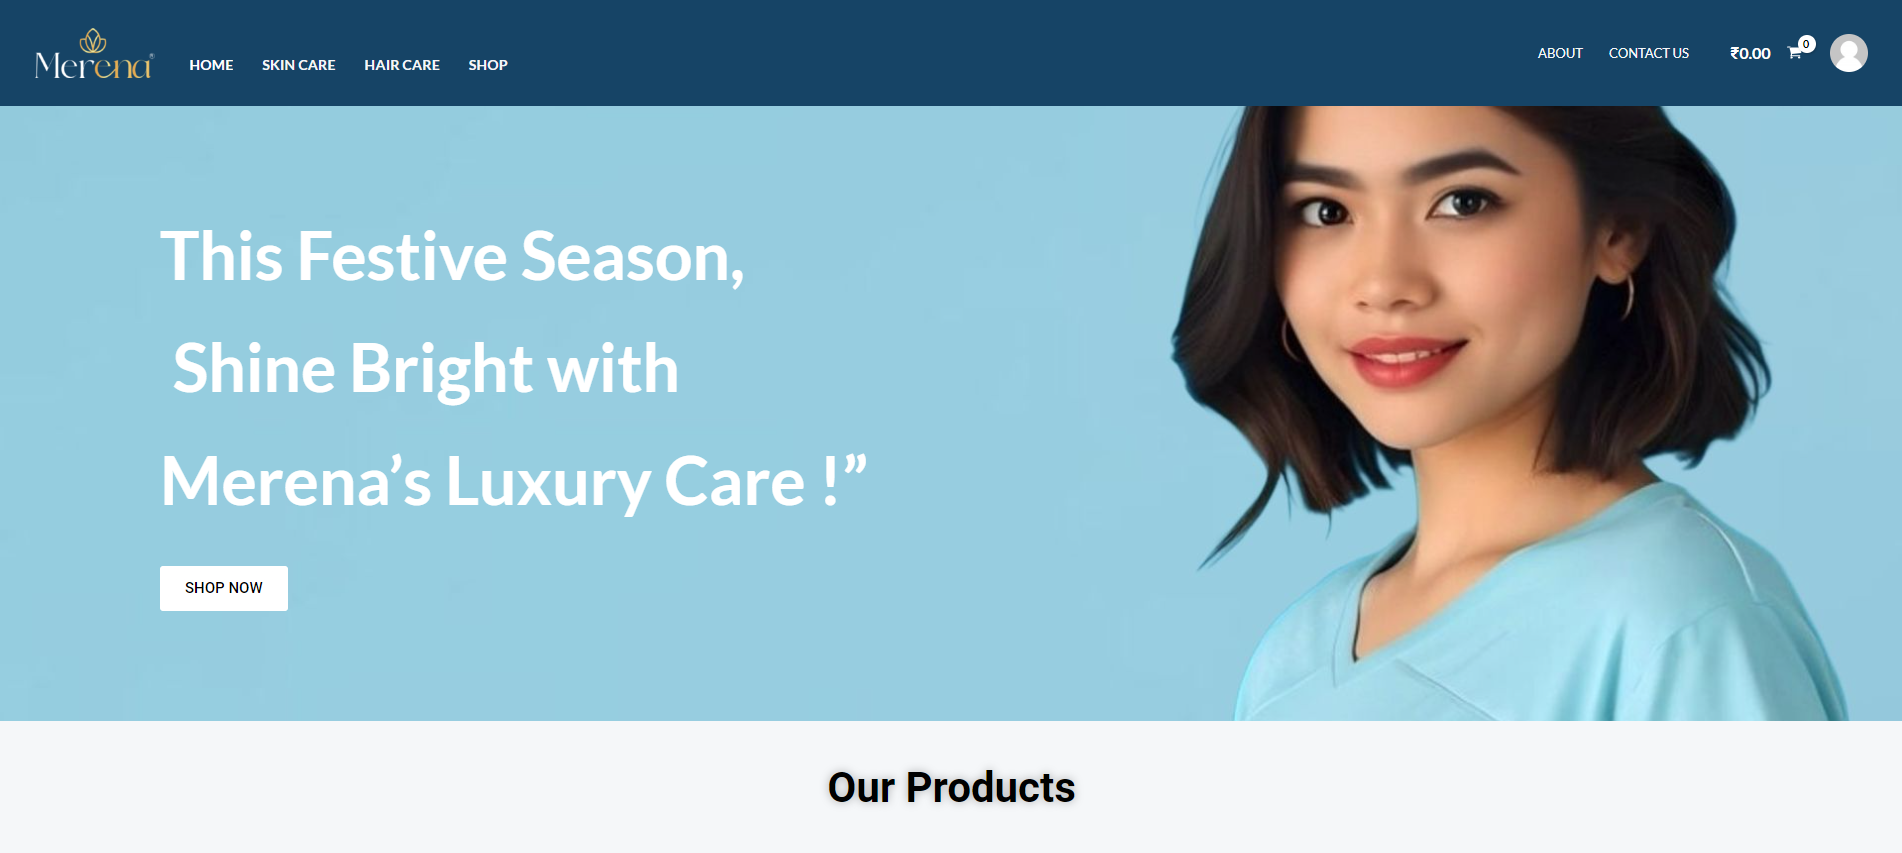 Merena®
HOME SKIN CARE HAIR CARE SHOP
ABOUT CONTACT US ₹0.00 0
This Festive Season,
Shine Bright with
Merena’s Luxury Care !”
SHOP NOW
Our Products